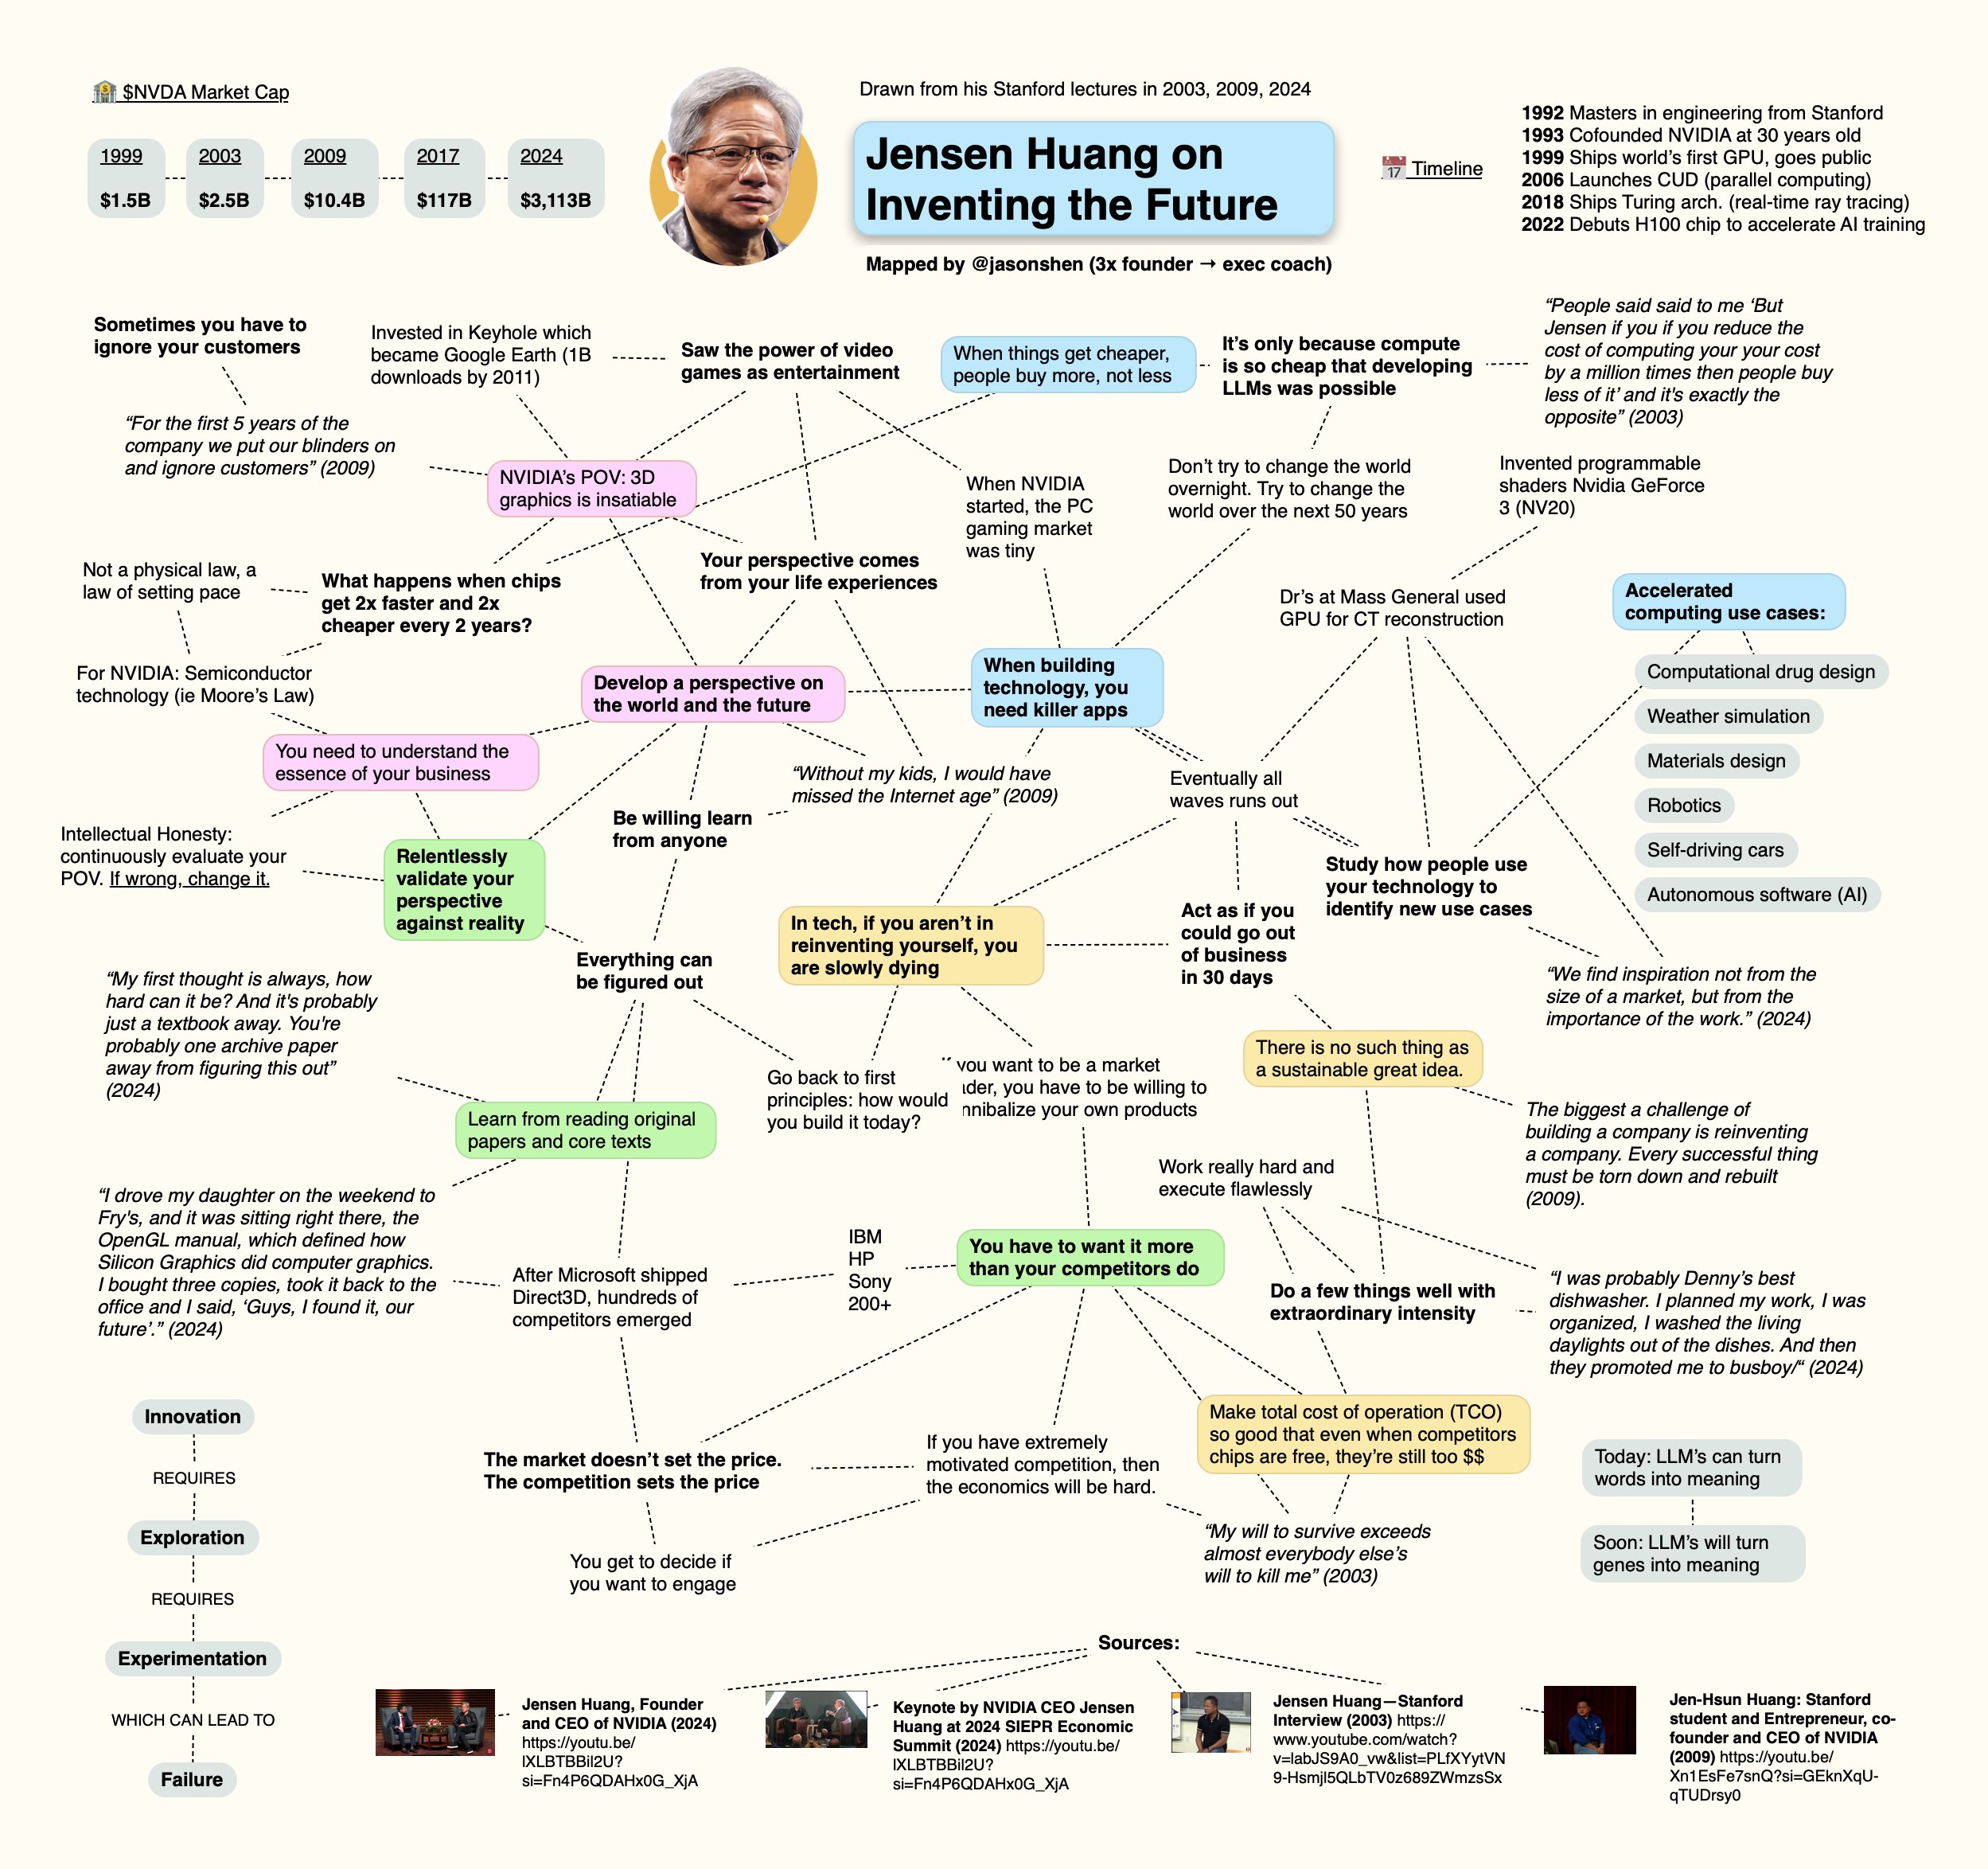 $NVDA Market Cap
1999
$1.5B
2003
$2.5B
2009
$10.4B
2017
$117B
2024
$3,113B
Drawn from his Stanford lectures in 2003, 2009, 2024
Jensen Huang on
Inventing the Future
Mapped by @jasonshen (3x founder → exec coach)
17
Timeline
1992 Masters in engineering from Stanford
1993 Cofounded NVIDIA at 30 years old
1999 Ships world's first GPU, goes public
2006 Launches CUD (parallel computing)
2018 Ships Turing arch. (real-time ray tracing)
2022 Debuts H100 chip to accelerate AI training
Sometimes you have to
ignore your customers
Invested in Keyhole which
became Google Earth (1B
downloads by 2011)
Saw the power of video
games as entertainment
When things get cheaper,
people buy more, not less
It's only because compute
is so cheap that developing
LLMs was possible
“People said said to me ‘But
Jensen if you if you reduce the
cost of computing your your cost
by a million times then people buy
less of it’ and it's exactly the
opposite” (2003)
“For the first 5 years of the
company we put our blinders on
and ignore customers” (2009)
NVIDIA's POV: 3D
graphics is insatiable
When NVIDIA
started, the PC
gaming market
was tiny
Don't try to change the world
overnight. Try to change the
world over the next 50 years
Invented programmable
shaders Nvidia GeForce
3 (NV20)
Not a physical law, a
law of setting pace
What happens when chips
get 2x faster and 2x
cheaper every 2 years?
Your perspective comes
from your life experiences
Dr's at Mass General used
GPU for CT reconstruction
Accelerated
computing use cases:
Computational drug design
Weather simulation
Materials design
Robotics
Self-driving cars
Autonomous software (AI)
For NVIDIA: Semiconductor
technology (ie Moore's Law)
Develop a perspective on
the world and the future
When building
technology, you
need killer apps
You need to understand the
essence of your business
“Without my kids, I would have
missed the Internet age” (2009)
Eventually all
waves runs out
Be willing learn
from anyone
Intellectual Honesty:
continuously evaluate your
POV. If wrong, change it.
Relentlessly
validate your
perspective
against reality
Study how people use
your technology to
identify new use cases
In tech, if you aren't in
reinventing yourself, you
are slowly dying
Act as if you
could go out
of business
in 30 days
Everything can
be figured out
“We find inspiration not from the
size of a market, but from the
importance of the work.” (2024)
“My first thought is always, how
hard can it be? And it's probably
just a textbook away. You're
probably one archive paper
away from figuring this out”
(2024)
There is no such thing as
a sustainable great idea.
Go back to first
principles: how would
you build it today?
you want to be a market
you have to be willing to
your own products
Learn from reading original
papers and core texts
The biggest a challenge of
building a company is reinventing
a company. Every successful thing
must be torn down and rebuilt
(2009).
Work really hard and
execute flawlessly
“I drove my daughter on the weekend to
Fry's, and it was sitting right there, the
OpenGL manual, which defined how
Silicon Graphics did computer graphics.
I bought three copies, took it back to the
office and I said, ‘Guys, I found it, our
future’.” (2024)
After Microsoft shipped
Direct3D, hundreds of
competitors emerged
IBM
HP
Sony
200+
You have to want it more
than your competitors do
Do a few things well with
extraordinary intensity
“I was probably Denny's best
dishwasher. I planned my work, I was
organized, I washed the living
daylights out of the dishes. And then
they promoted me to busboy/“ (2024)
Innovation
REQUIRES
Exploration
REQUIRES
Experimentation
WHICH CAN LEAD TO
Failure
The market doesn't set the price.
The competition sets the price
If you have extremely
motivated competition, then
the economics will be hard.
Make total cost of operation (TCO)
so good that even when competitors
chips are free, they're still too $$
Today: LLM's can turn
words into meaning
Soon: LLM's will turn
genes into meaning
You get to decide if
you want to engage
“My will to survive exceeds
almost everybody else's
will to kill me” (2003)
Sources:
Jensen Huang, Founder
and CEO of NVIDIA (2024)
https://youtu.be/
lXLBTBBil2U?
si=Fn4P6QDAHx0G_XjA
Keynote by NVIDIA CEO Jensen
Huang at 2024 SIEPR Economic
Summit (2024) https://youtu.be/
lXLBTBBil2U?
si=Fn4P6QDAHx0G_XjA
Jensen Huang—Stanford
Interview (2003) https://
www.youtube.com/watch?
v=labJS9A0_vw&list=PLfXYytVN
9-Hsmjl5QLbTV0z689ZWmzsSx
Jen-Hsun Huang: Stanford
student and Entrepreneur, co-
founder and CEO of NVIDIA
(2009) https://youtu.be/
Xn1EsFe7snQ?si=GEknXqU-
qTUDrsy0